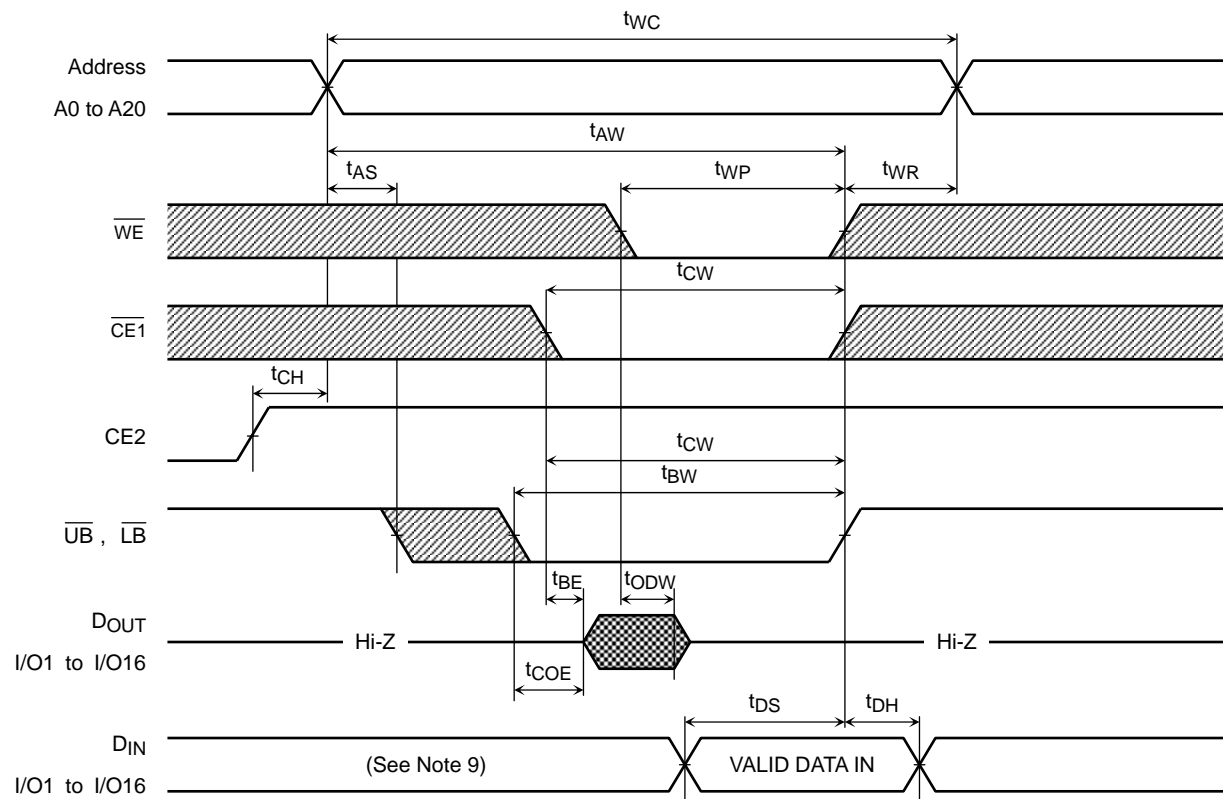 tWC
Address
A0 to A20
tAW
tAS
tWP
tWR
WE
tCW
CE1
tCH
CE2
tCW
tBW
UB , LB
tBE
tODW
DOUT
Hi-Z
Hi-Z
I/O1 to I/O16
tCOE
tDS
tDH
DIN
(See Note 9)
VALID DATA IN
I/O1 to I/O16